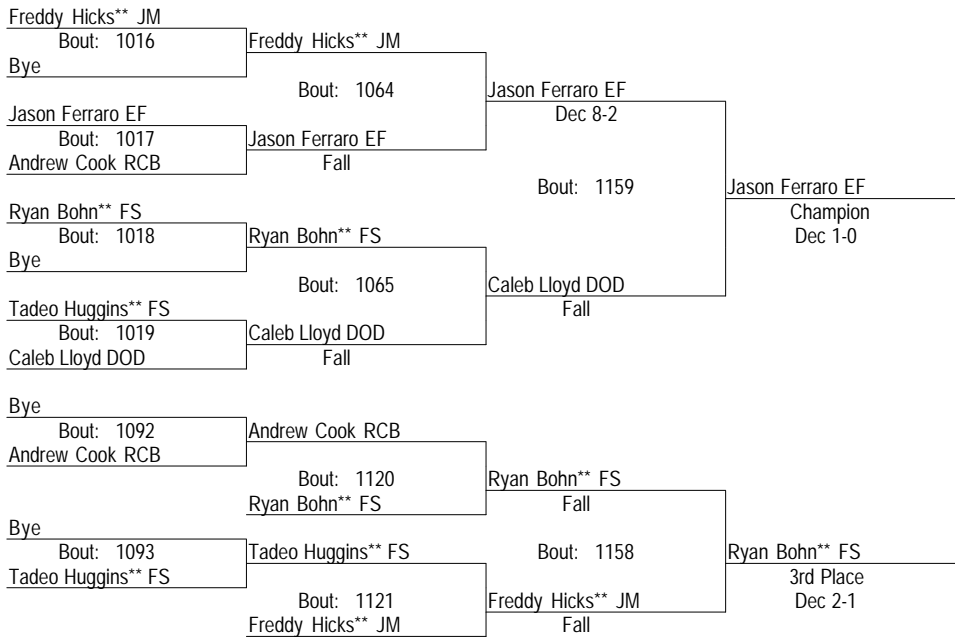 Freddy Hicks** JM
Bout: 1016
Bye
Freddy Hicks** JM
Bout: 1064
Jason Ferraro EF
Bout: 1017
Andrew Cook RCB
Jason Ferraro EF
Fall
Jason Ferraro EF
Dec 8-2
Bout: 1159
Ryan Bohn** FS
Bout: 1018
Bye
Ryan Bohn** FS
Bout: 1065
Tadeo Huggins** FS
Bout: 1019
Caleb Lloyd DOD
Caleb Lloyd DOD
Fall
Caleb Lloyd DOD
Fall
Jason Ferraro EF
Champion
Dec 1-0
Bye
Bout: 1092
Andrew Cook RCB
Andrew Cook RCB
Bout: 1120
Ryan Bohn** FS
Ryan Bohn** FS
Fall
Bout: 1158
Bye
Bout: 1093
Tadeo Huggins** FS
Tadeo Huggins** FS
Bout: 1121
Freddy Hicks** JM
Freddy Hicks** JM
Fall
Ryan Bohn** FS
3rd Place
Dec 2-1